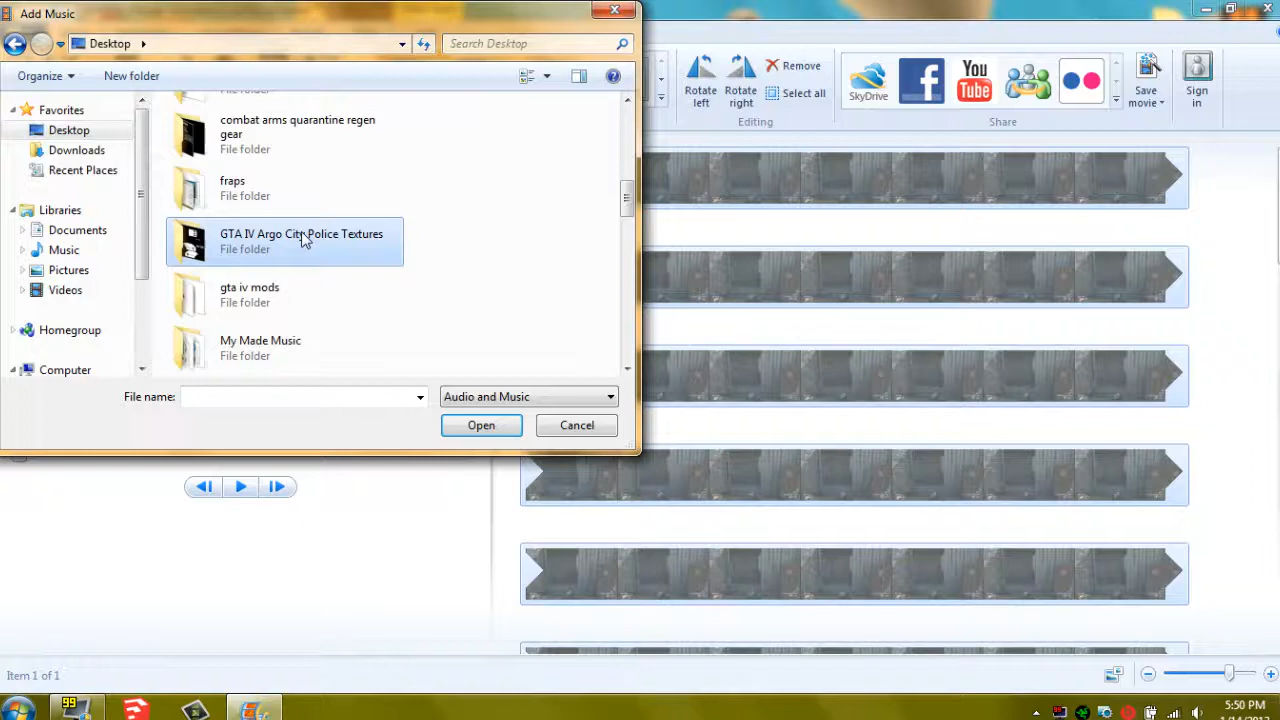 Add Music
Desktop
Search Desktop
Organize
New folder
Favorites
Desktop
Downloads
Recent Places
Libraries
Documents
Music
Pictures
Videos
Homegroup
Computer
File folder
combat arms quarantine regen
gear
File folder
fraps
File folder
GTA IV Argo City Police Textures
File folder
gta iv mods
File folder
My Made Music
File folder
File name:
Audio and Music
Open
Cancel
Rotate
left
Rotate
right
Remove
Select all
Editing
SkyDrive
You
Tube
Save
movie
Sign
in
Share
Item 1 of 1
99
5:50 PM